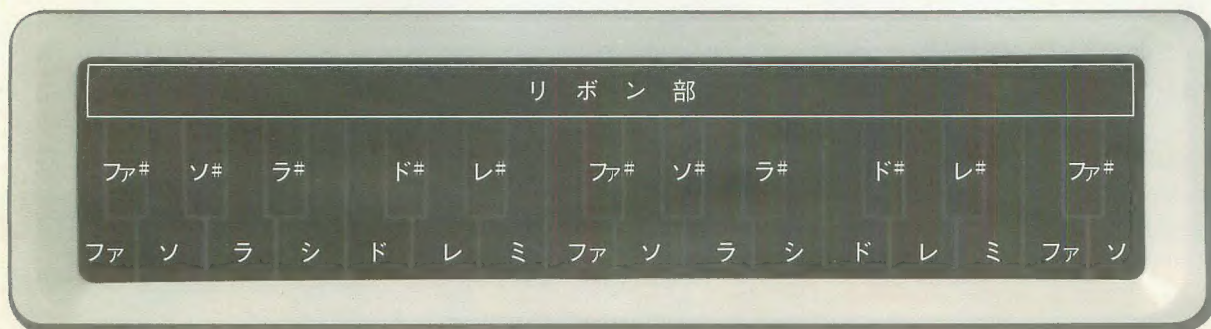 リボン部
ファ# ソ# ラ# ド# レ# ファ# ソ# ラ# ド# レ# ファ#
ファ ソ ラ シ ド レ ミ ファ ソ ラ シ ド レ ミ ファ ソ